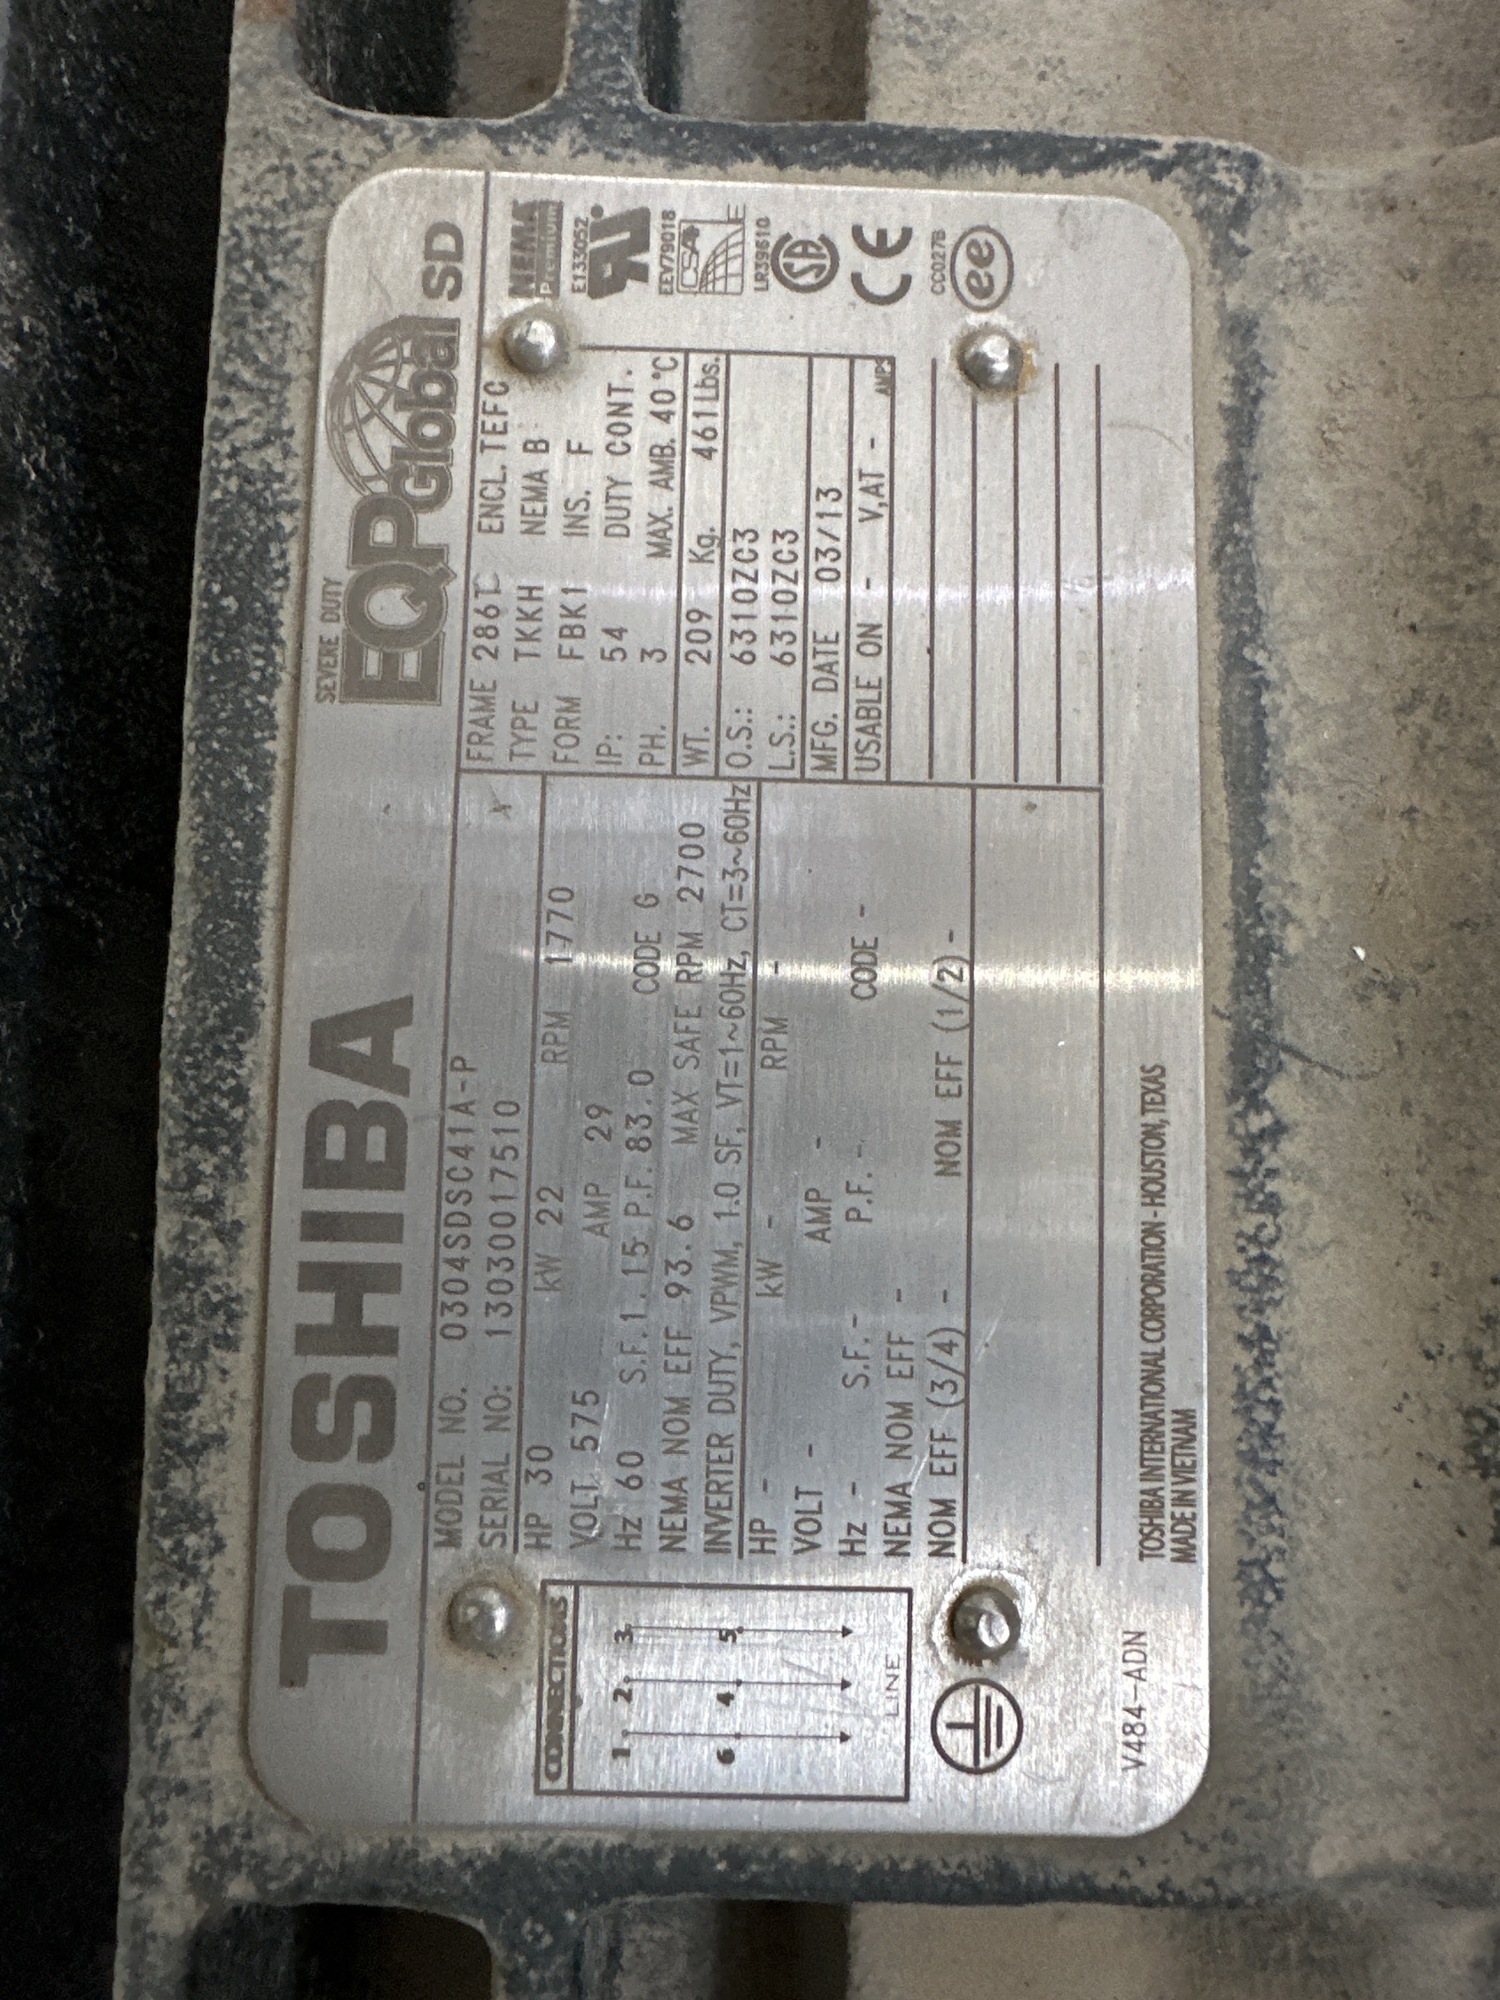 TOSHIBA
SEVERE DUTY
EQPGlobal SD
MODEL NO. 0304SDSC41A-P
SERIAL NO: 13030017510
HP 30 kW 22 RPM 1770
VOLT 575 AMP 29
Hz 60 S.F. 1.15 P.F. 83.0 CODE G
NEMA NOM EFF 93.6 MAX SAFE RPM 2700
INVERTER DUTY, VPWM, 1.0 SF, VT=1~60Hz, CT=3~60Hz
HP - kW - RPM -
VOLT - AMP -
Hz - S.F. - P.F. - CODE -
NEMA NOM EFF -
NOM EFF (3/4) - NOM EFF (1/2) -
FRAME 286T ENCL. TEFC
TYPE TKKH NEMA B
FORM FBK1 INS. F
IP: 54 DUTY CONT.
PH. 3 MAX. AMB. 40°C
WT. 209 Kg. 461 Lbs.
O.S.: 6310ZC3
L.S.: 6310ZC3
MFG. DATE 03/13
USABLE ON - V,AT - AMPS
NEMA
Premium
E133052
EEV79018
CSA
E
LR39610
SA
CE
CC027B
ee
CONNECTIONS
1 2 3
6 4 5
LINE
V484-ADN
TOSHIBA INTERNATIONAL CORPORATION - HOUSTON, TEXAS
MADE IN VIETNAM